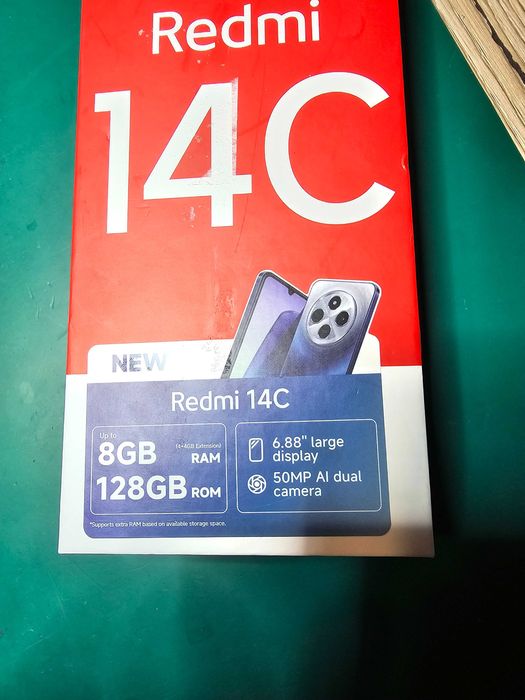 Redmi
14C
NEW
Redmi 14C
Up to
8GB (4+4GB Extension) RAM
128GB ROM
6.88" large
display
50MP AI dual
camera
*Supports extra RAM based on available storage space.